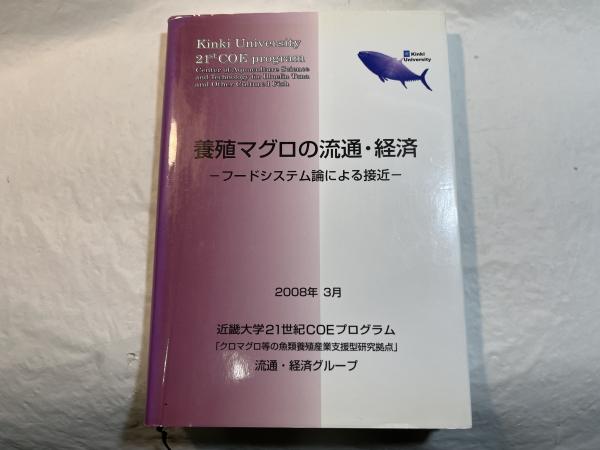 Kinki University
21st COE program
Center of Aquaculture Science
and Technology for Bluefin Tuna
and Other Cultured Fish
Kinki
University
養殖マグロの流通・経済
－フードシステム論による接近－
2008年 3月
近畿大学21世紀COEプログラム
「クロマグロ等の魚類養殖産業支援型研究拠点」
流通・経済グループ